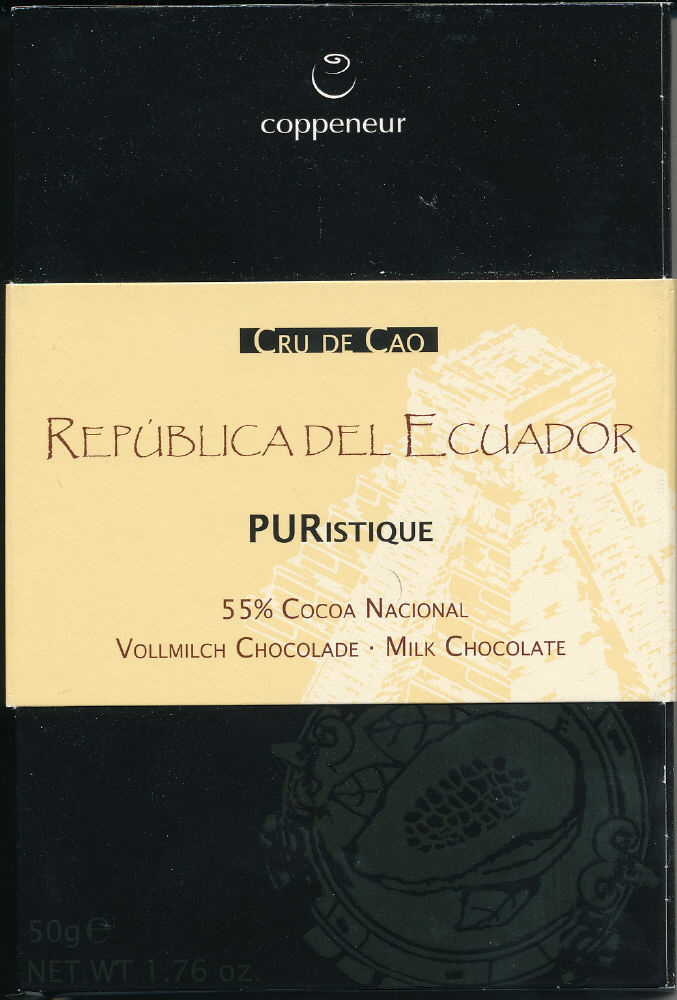 coppeneur
CRU DE CAO
REPÚBLICA DEL ECUADOR
PURISTIQUE
55% COCOA NACIONAL
VOLLMILCH CHOCOLADE · MILK CHOCOLATE
50g ℮
NET WT 1.76 oz.